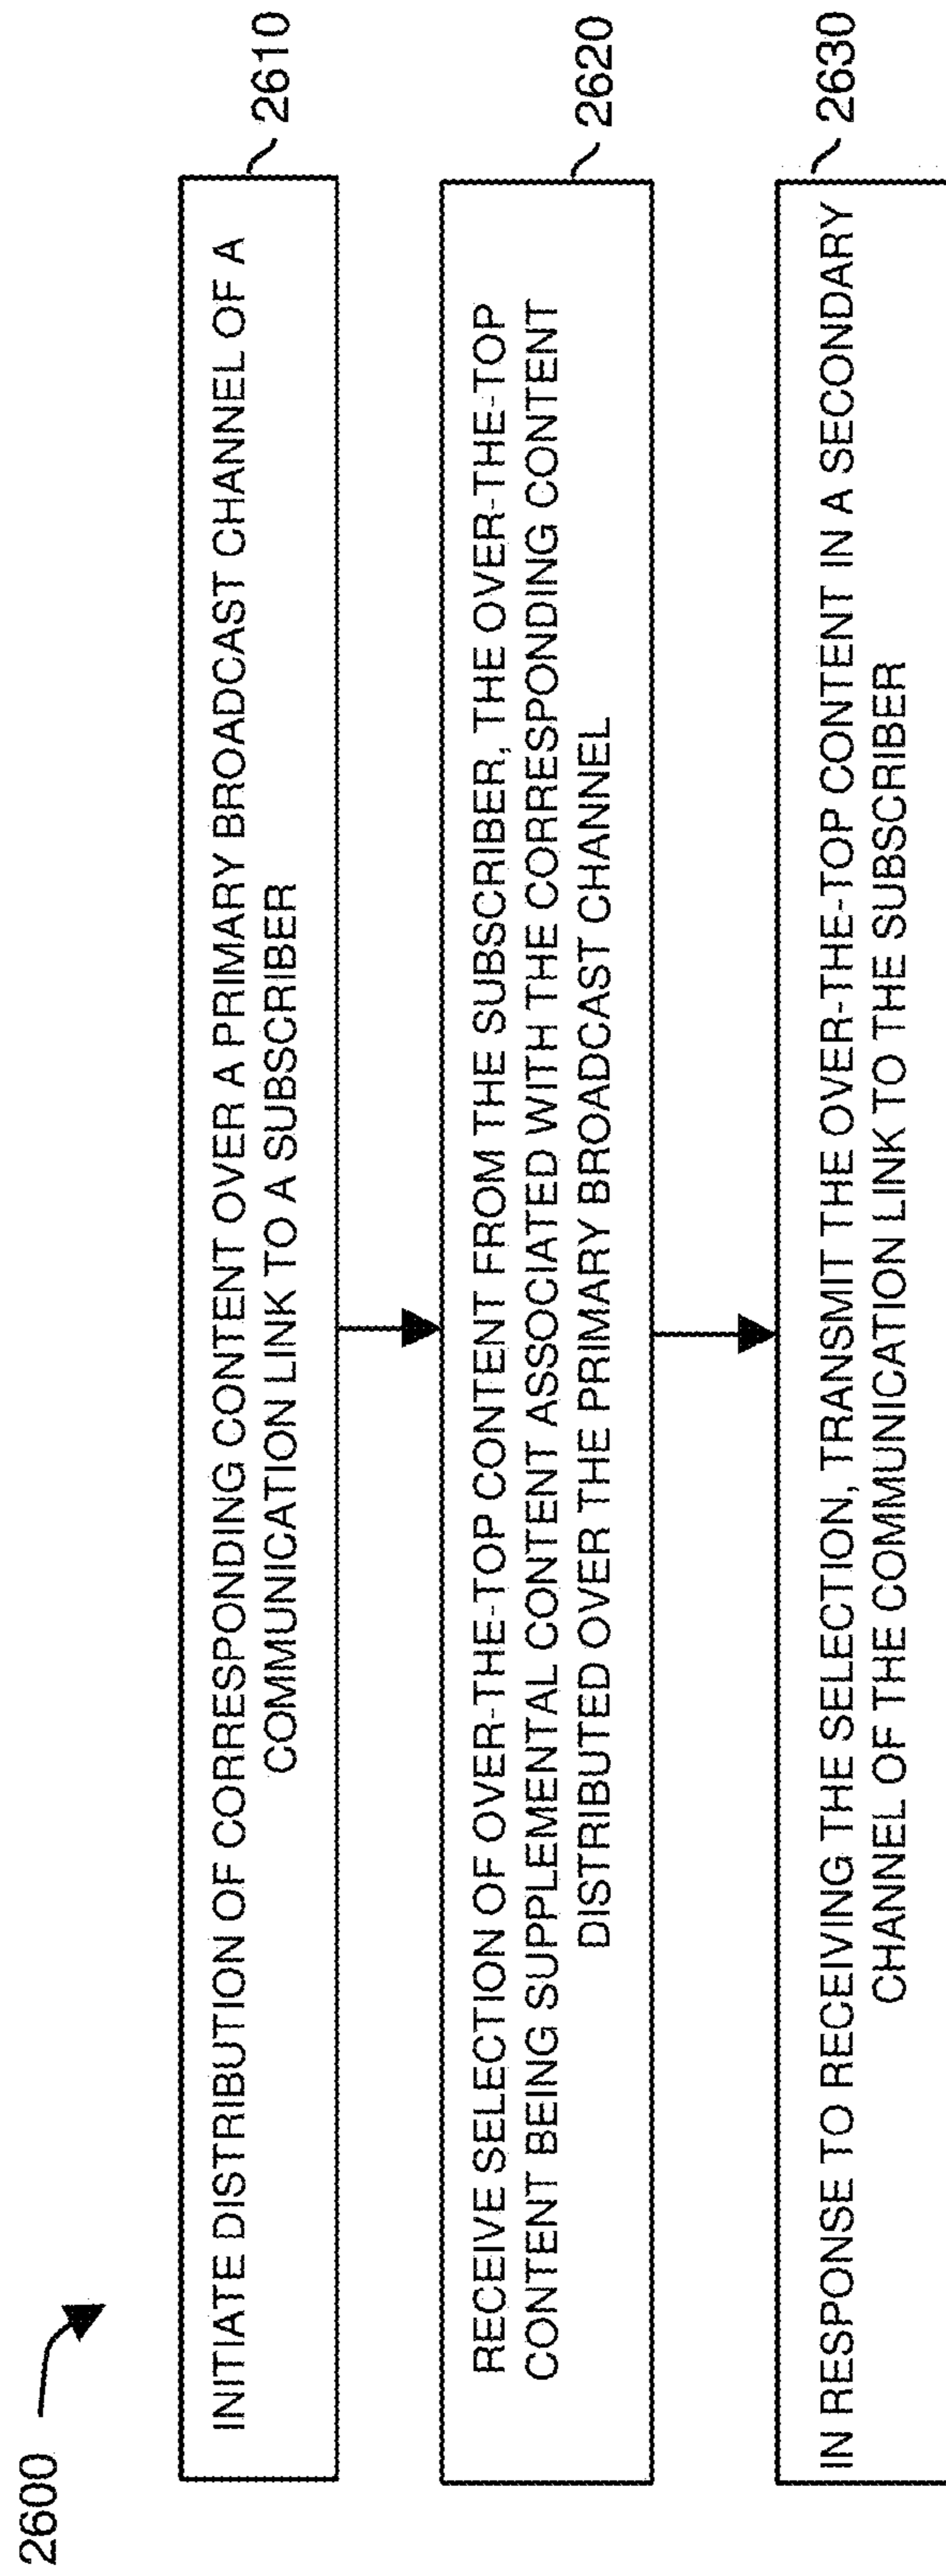 2600
INITIATE DISTRIBUTION OF CORRESPONDING CONTENT OVER A PRIMARY BROADCAST CHANNEL OF A
COMMUNICATION LINK TO A SUBSCRIBER
2610
RECEIVE SELECTION OF OVER-THE-TOP CONTENT FROM THE SUBSCRIBER, THE OVER-THE-TOP
CONTENT BEING SUPPLEMENTAL CONTENT ASSOCIATED WITH THE CORRESPONDING CONTENT
DISTRIBUTED OVER THE PRIMARY BROADCAST CHANNEL
2620
IN RESPONSE TO RECEIVING THE SELECTION, TRANSMIT THE OVER-THE-TOP CONTENT IN A SECONDARY
CHANNEL OF THE COMMUNICATION LINK TO THE SUBSCRIBER
2630